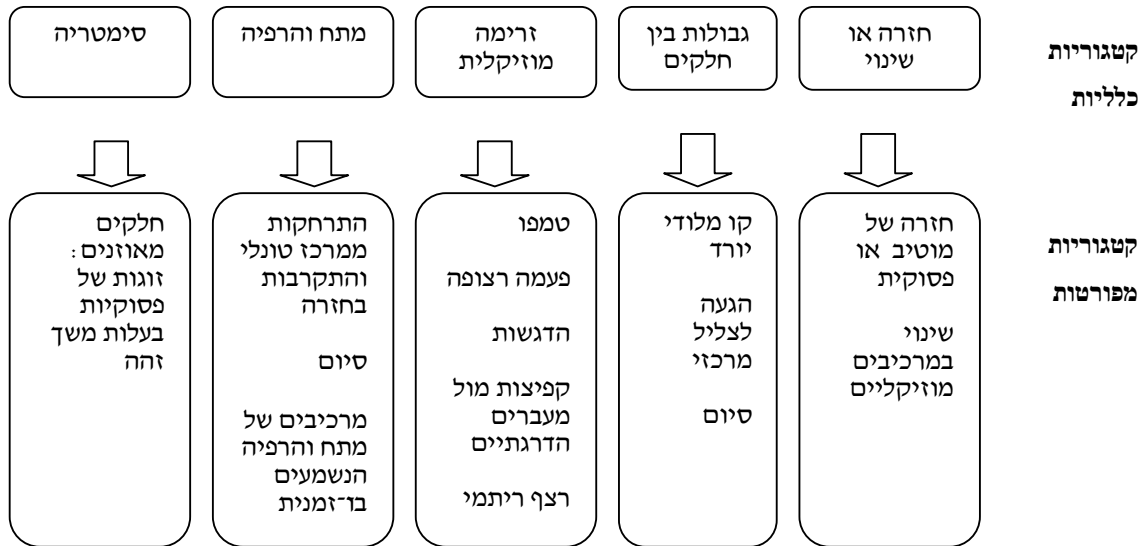 קטגוריות
כלליות
חזרה או
שינוי
גבולות בין
חלקים
זרימה
מוזיקלית
מתח והרפיה
סימטריה
קטגוריות
מפורטות
חזרה של
מוטיב או
פסוקית
שינוי
במרכיבים
מוזיקליים
קו מלודי
יורד
הגעה
לצליל
מרכזי
סיום
טמפו
פעמה רצופה
הדגשות
קפיצות מול
מעברים
הדרגתיים
רצף ריתמי
התרחקות
ממרכז טונלי
והתקרבות
בחזרה
סיום
מרכיבים של
מתח והרפיה
הנשמעים
בו־זמנית
חלקים
מאוזנים:
זוגות של
פסוקיות
בעלות משך
זהה